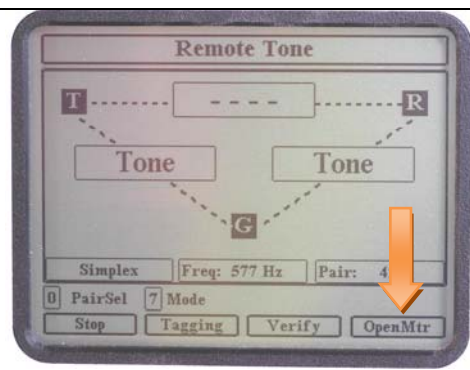 Remote Tone
T - - - - R
Tone Tone
G
Simplex Freq: 577 Hz Pair: 4
0 PairSel 7 Mode
Stop Tagging Verify OpenMtr